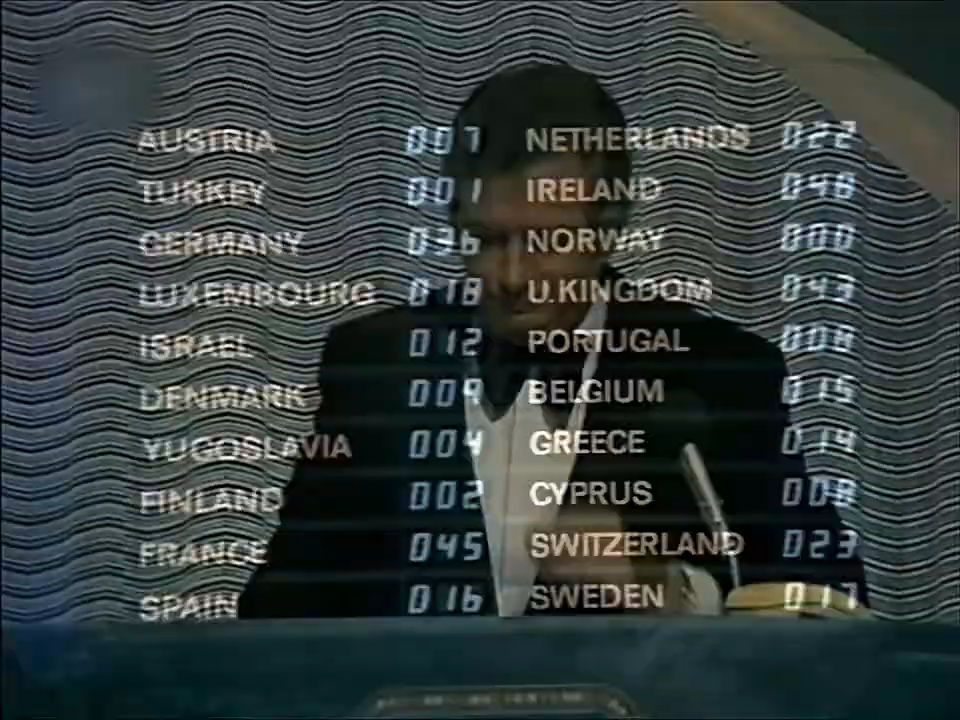 AUSTRIA 007 NETHERLANDS 022
TURKEY 001 IRELAND 048
GERMANY 036 NORWAY 000
LUXEMBOURG 018 U.KINGDOM 043
ISRAEL 012 PORTUGAL 008
DENMARK 009 BELGIUM 015
YUGOSLAVIA 004 GREECE 014
FINLAND 002 CYPRUS 008
FRANCE 045 SWITZERLAND 023
SPAIN 016 SWEDEN 017